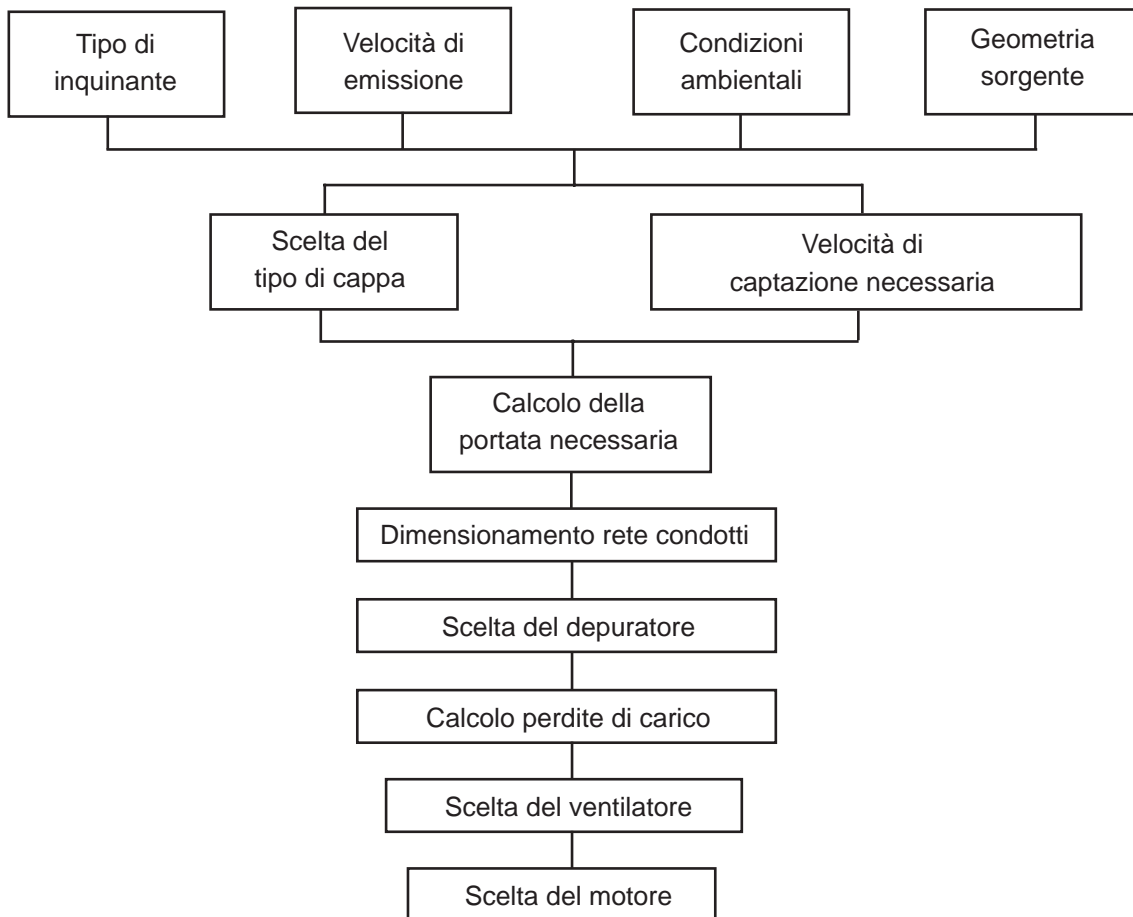 Tipo di
inquinante
Velocità di
emissione
Condizioni
ambientali
Geometria
sorgente
Scelta del
tipo di cappa
Velocità di
captazione necessaria
Calcolo della
portata necessaria
Dimensionamento rete condotti
Scelta del depuratore
Calcolo perdite di carico
Scelta del ventilatore
Scelta del motore